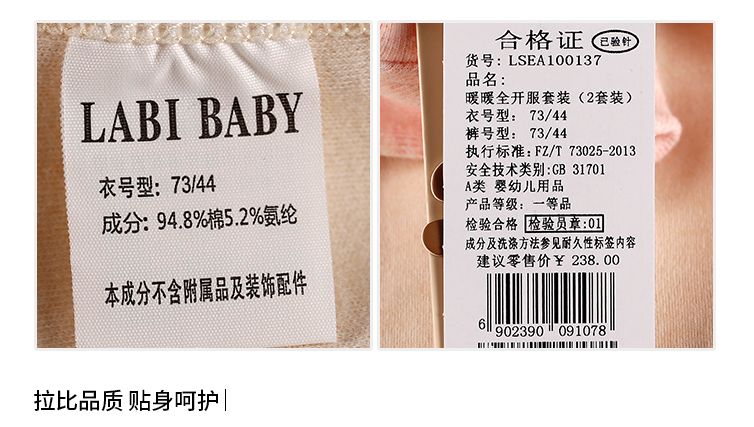 LABI BABY
衣号型: 73/44
成分: 94.8%棉5.2%氨纶
本成分不含附属品及装饰配件
合格证 已验针
货号: LSEA100137
品名:
暖暖全开服套装（2套装）
衣号型: 73/44
裤号型: 73/44
执行标准:FZ/T 73025-2013
安全技术类别:GB 31701
A类 婴幼儿用品
产品等级: 一等品
检验合格 检验员章:01
成分及洗涤方法参见耐久性标签内容
建议零售价￥ 238.00
6 902390 091078
拉比品质 贴身呵护